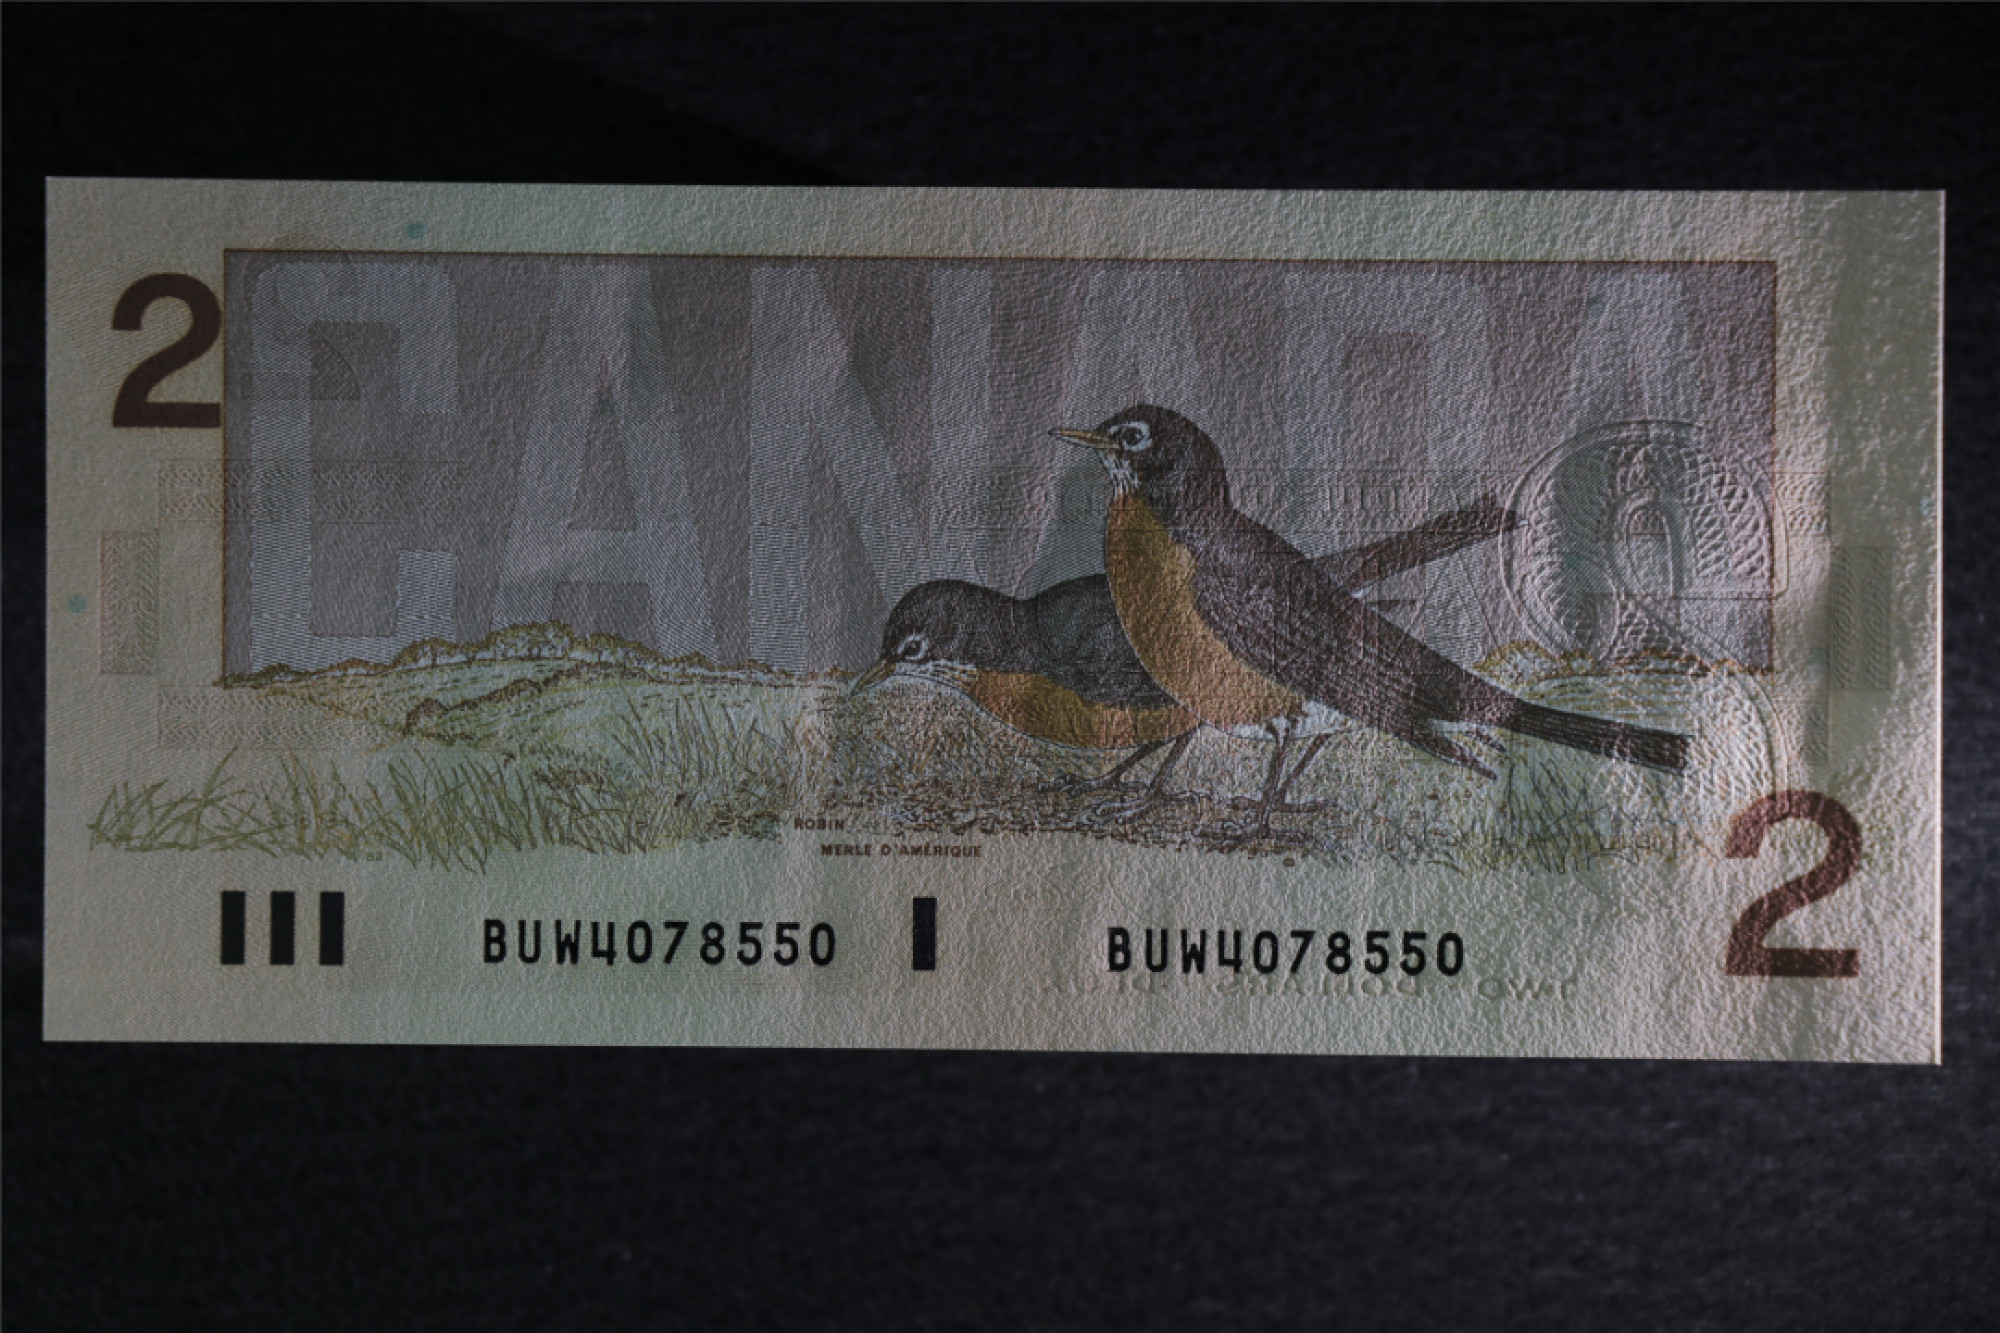 2
CANADA
ROBIN
MERLE D'AMÉRIQUE
BUW4078550 BUW4078550
2